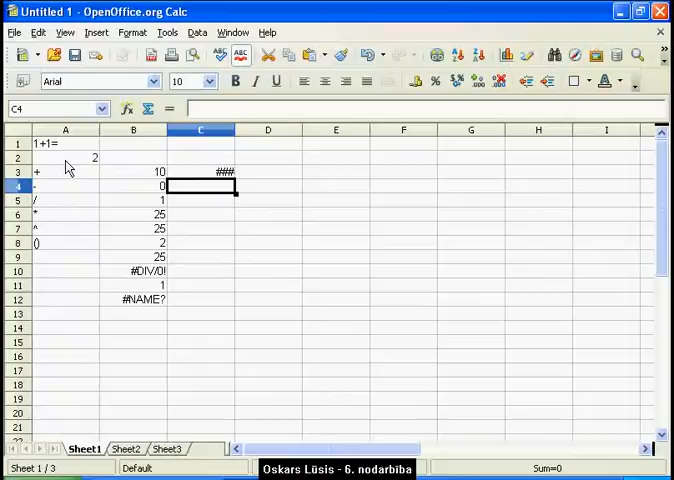 Untitled 1 - OpenOffice.org Calc
File Edit View Insert Format Tools Data Window Help
Arial 10
C4
A B C D E F G H I
1 1+1=
2 2
3 + 10 ###
4 - 0
5 / 1
6 * 25
7 ^ 25
8 () 2
9 25
10 #DIV/0!
11 1
12 #NAME?
13
14
15
16
17
18
19
20
21
Sheet1 Sheet2 Sheet3
Sheet 1 / 3 Default Oskars Lūsis - 6. nodarbība Sum=0